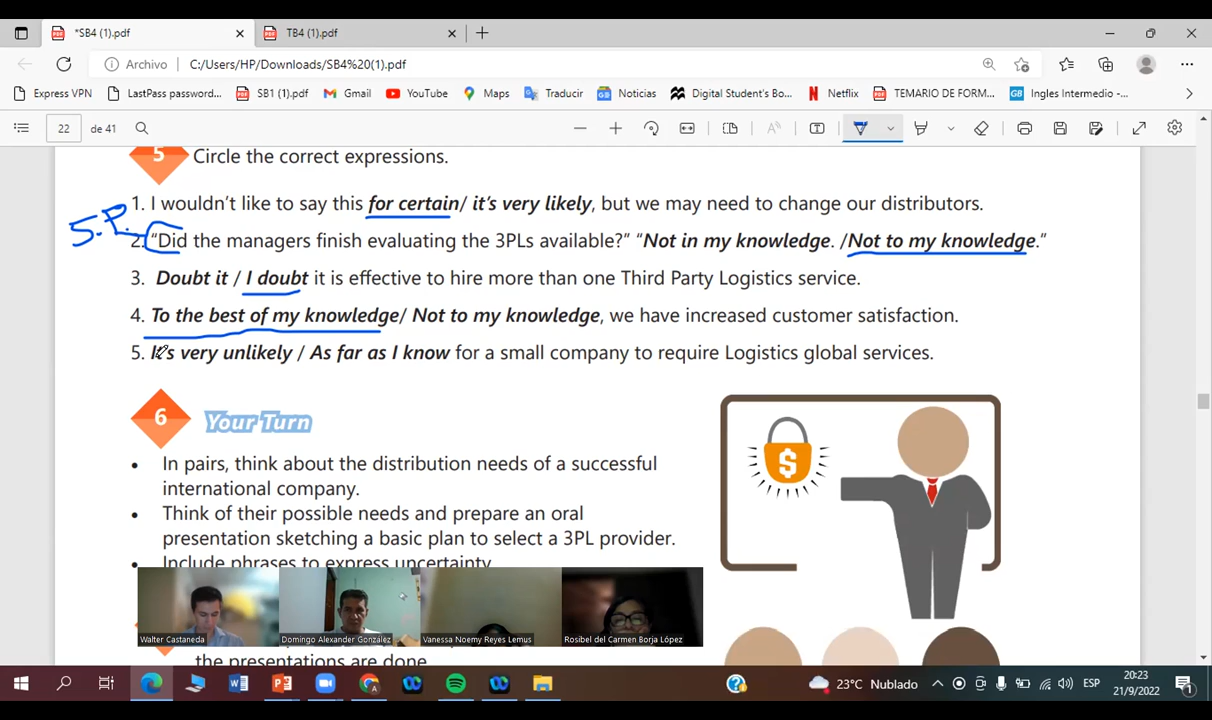 *SB4 (1).pdf
TB4 (1).pdf
Archivo C:/Users/HP/Downloads/SB4%20(1).pdf
Express VPN LastPass password... SB1 (1).pdf Gmail YouTube Maps Traducir Noticias Digital Student's Bo... Netflix TEMARIO DE FORM... Ingles Intermedio -...
22 de 41
5 Circle the correct expressions.
1. I wouldn't like to say this for certain/ it's very likely, but we may need to change our distributors.
S.P.
2. "Did the managers finish evaluating the 3PLs available?" "Not in my knowledge. /Not to my knowledge."
3. Doubt it / I doubt it is effective to hire more than one Third Party Logistics service.
4. To the best of my knowledge/ Not to my knowledge, we have increased customer satisfaction.
5. It's very unlikely / As far as I know for a small company to require Logistics global services.
6 Your Turn
• In pairs, think about the distribution needs of a successful
international company.
• Think of their possible needs and prepare an oral
presentation sketching a basic plan to select a 3PL provider.
• Include phrases to express uncertainty
$
Walter Castaneda
Domingo Alexander Gonzalez
Vanessa Noemy Reyes Lemus
Rosibel del Carmen Borja López
the presentations are done
23°C Nublado
ESP
20:23
21/9/2022